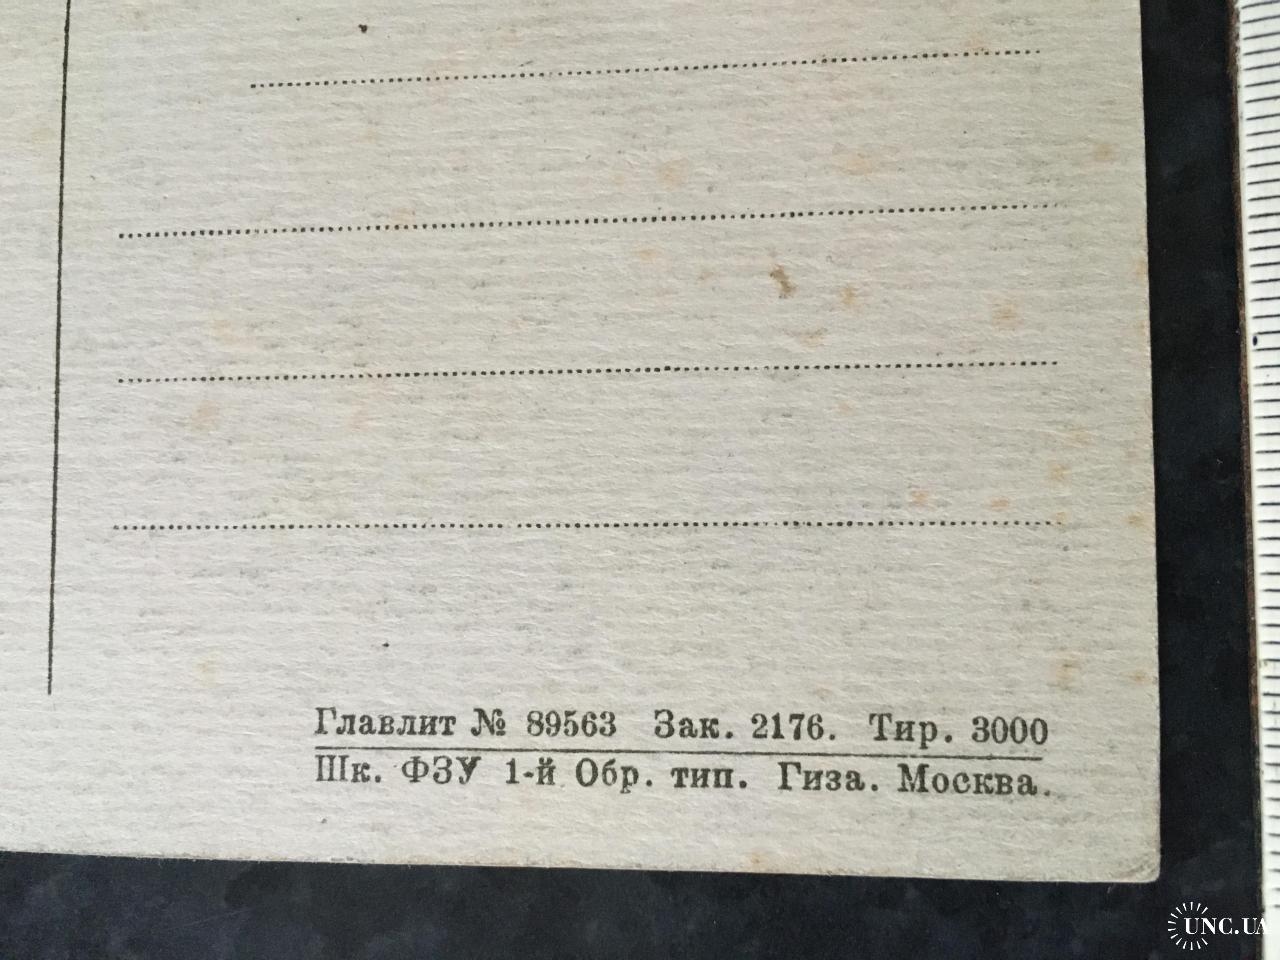 Главлит № 89563 Зак. 2176. Тир. 3000
Шк. ФЗУ 1-й Обр. тип. Гиза. Москва.
UNC.UA